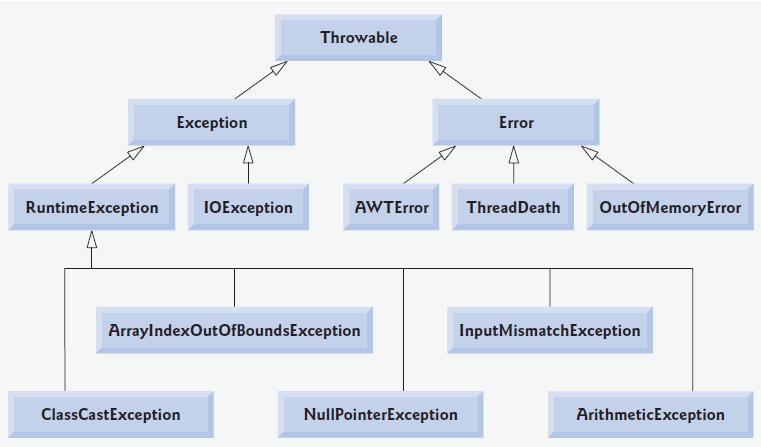 Throwable
Exception
Error
RuntimeException
IOException
AWTError
ThreadDeath
OutOfMemoryError
ArrayIndexOutOfBoundsException
InputMismatchException
ClassCastException
NullPointerException
ArithmeticException